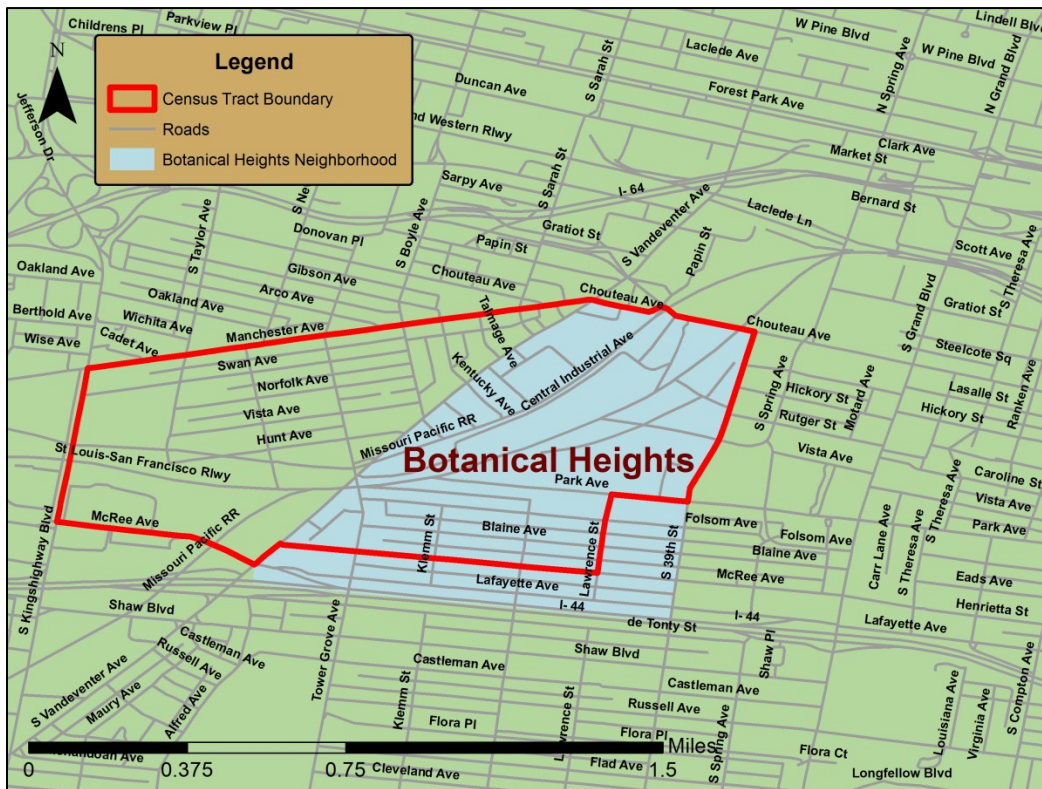 Childrens Pl
Parkview Pl
W Pine Blvd
Lindell Blvd
N
Legend
Census Tract Boundary
Roads
Botanical Heights Neighborhood
S Sarah St
Laclede Ave
W Pine Blvd
N Spring Ave
N Grand Blvd
Duncan Ave
Forest Park Ave
Jefferson Dr
nd Western Rlwy
Clark Ave
Market St
S Sarah St
Sarpy Ave
I- 64
Bernard St
S Ne
S Taylor Ave
S Boyle Ave
Donovan Pl
Gratiot St
S Vandeventer Ave
Laclede Ln
Papin St
Papin St
Scott Ave
S Theresa Ave
Oakland Ave
Gibson Ave
Chouteau Ave
Chouteau Ave
Arco Ave
Oakland Ave
Berthold Ave
Wichita Ave
Manchester Ave
Talmage Ave
Chouteau Ave
S Grand Blvd
Gratiot St
Wise Ave
Cadet Ave
Swan Ave
Central Industrial Ave
Steelcote Sq
Norfolk Ave
Kentucky Ave
S Spring Ave
Hickory St
Motard Ave
Lasalle St
Ranken Ave
Vista Ave
Rutger St
Hickory St
Hunt Ave
Missouri Pacific RR
St Louis-San Francisco Rlwy
Botanical Heights
Vista Ave
Caroline St
Park Ave
S Theresa Ave
Vista Ave
McRee Ave
Missouri Pacific RR
Klemm St
Blaine Ave
Lawrence St
Folsom Ave
Folsom Ave
Park Ave
S Kingshighway Blvd
S 39th St
Blaine Ave
Carr Lane Ave
S Theresa Ave
Lafayette Ave
McRee Ave
Eads Ave
Shaw Blvd
I- 44
I- 44
Henrietta St
de Tonty St
Lafayette Ave
Castleman Ave
Tower Grove Ave
Shaw Blvd
Shaw Pl
Russell Ave
Castleman Ave
Castleman Ave
S Vandeventer Ave
Maury Ave
Alfred Ave
Klemm St
Lawrence St
Russell Ave
Louisiana Ave
Virginia Ave
S Compton Ave
Flora Pl
Flora Pl
S Spring Ave
Miles
Flora Ct
0
0.375
0.75
1.5
Cleveland Ave
Flad Ave
Longfellow Blvd